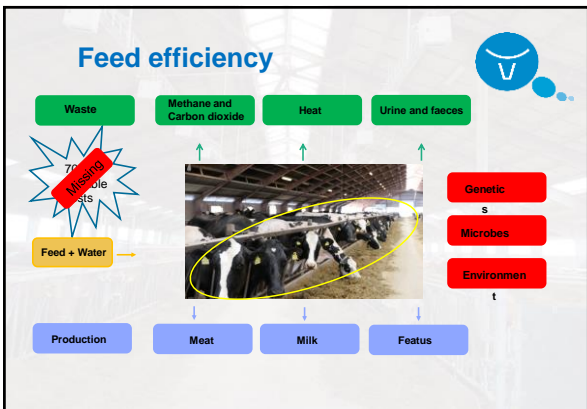 Feed efficiency
Waste
Methane and
Carbon dioxide
Heat
Urine and faeces
Missing
Feed + Water
Genetic
s
Microbes
Environmen
t
Production
Meat
Milk
Featus